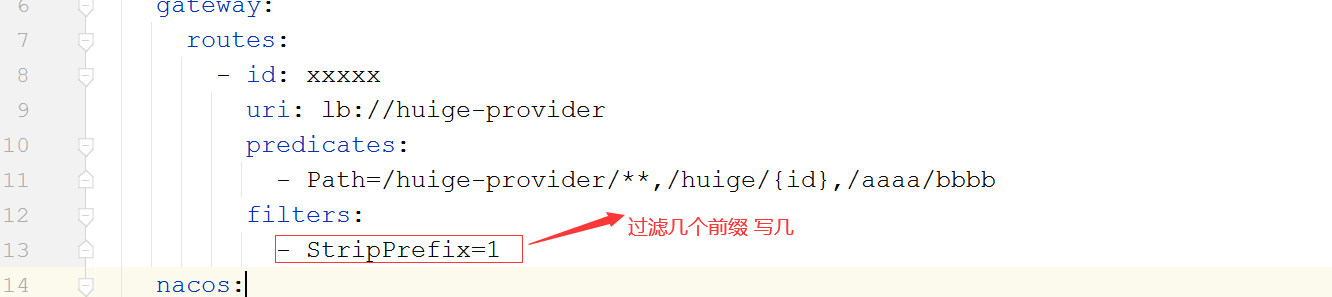 6 gateway:
7 routes:
8 - id: xxxxx
9 uri: lb://huige-provider
10 predicates:
11 - Path=/huige-provider/**,/huige/{id},/aaaa/bbbb
12 filters:
过滤几个前缀 写几
13 - StripPrefix=1
14 nacos: